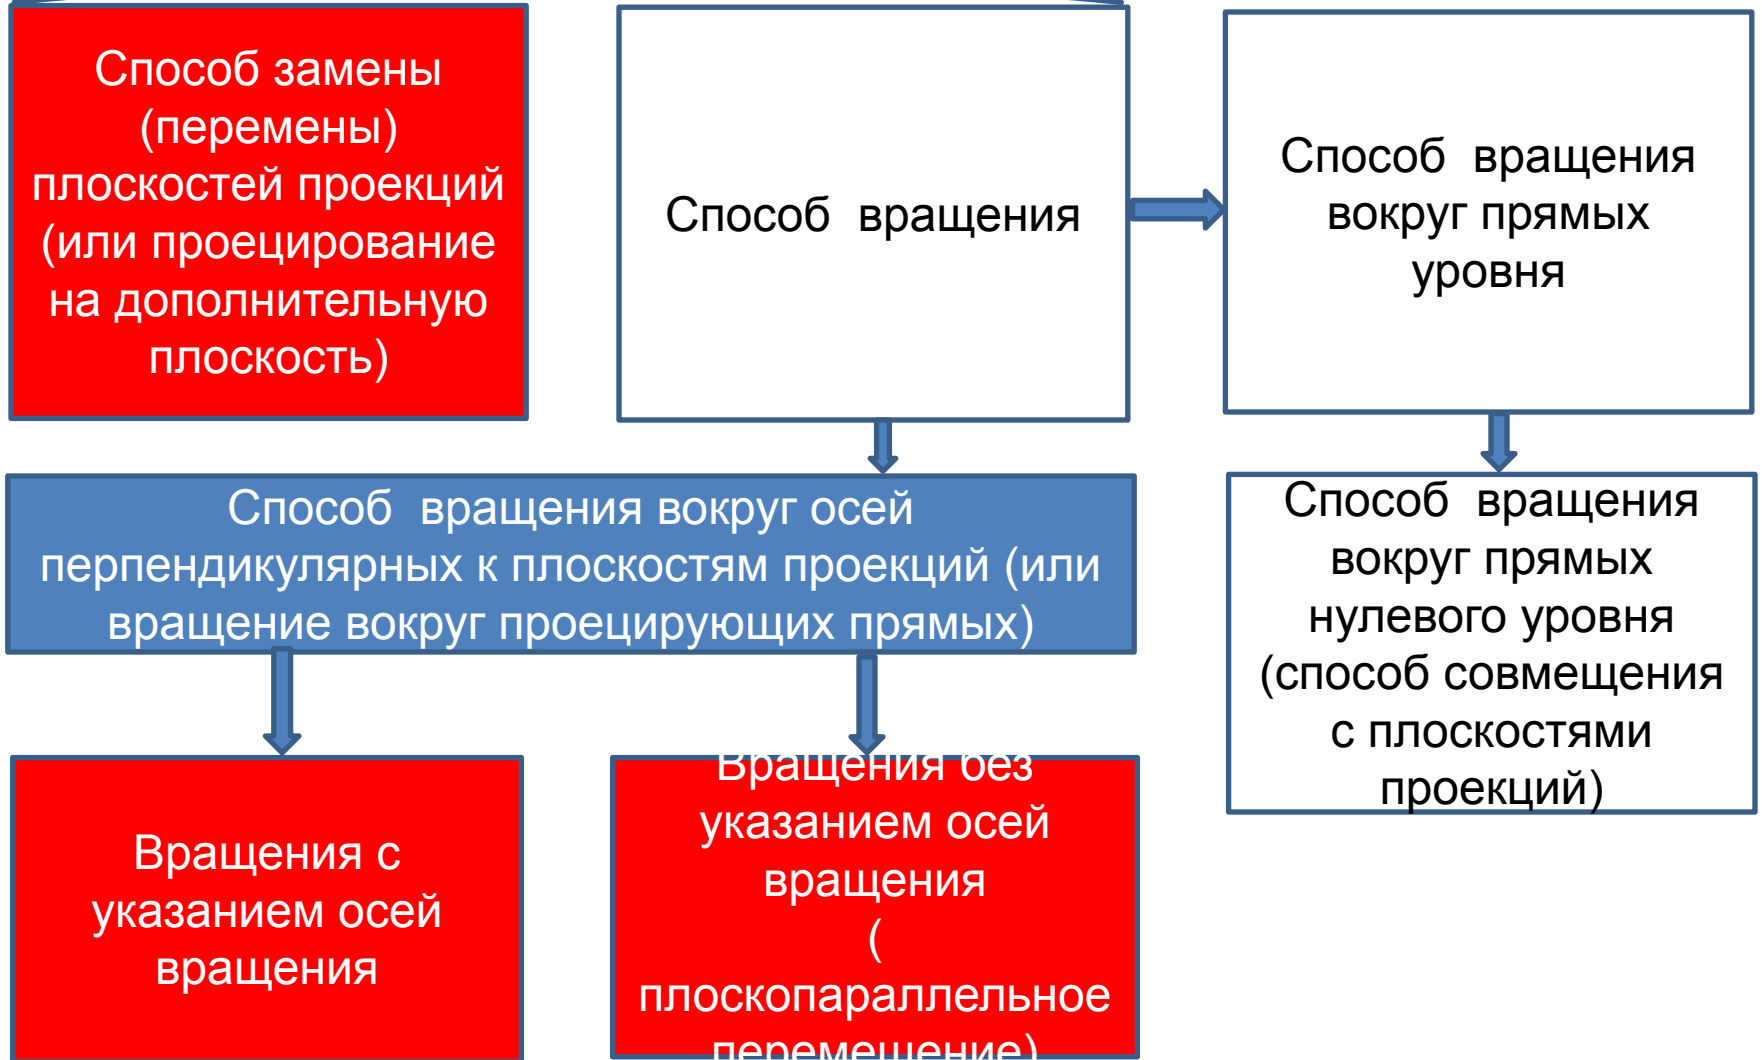 Способ замены
(перемены)
плоскостей проекций
(или проецирование
на дополнительную
плоскость)
Способ вращения
Способ вращения
вокруг прямых
уровня
Способ вращения вокруг осей
перпендикулярных к плоскостям проекций (или
вращение вокруг проецирующих прямых)
Способ вращения
вокруг прямых
нулевого уровня
(способ совмещения
с плоскостями
проекций)
Вращения с
указанием осей
вращения
Вращения без
указанием осей
вращения
(
плоскопараллельное
перемещение)